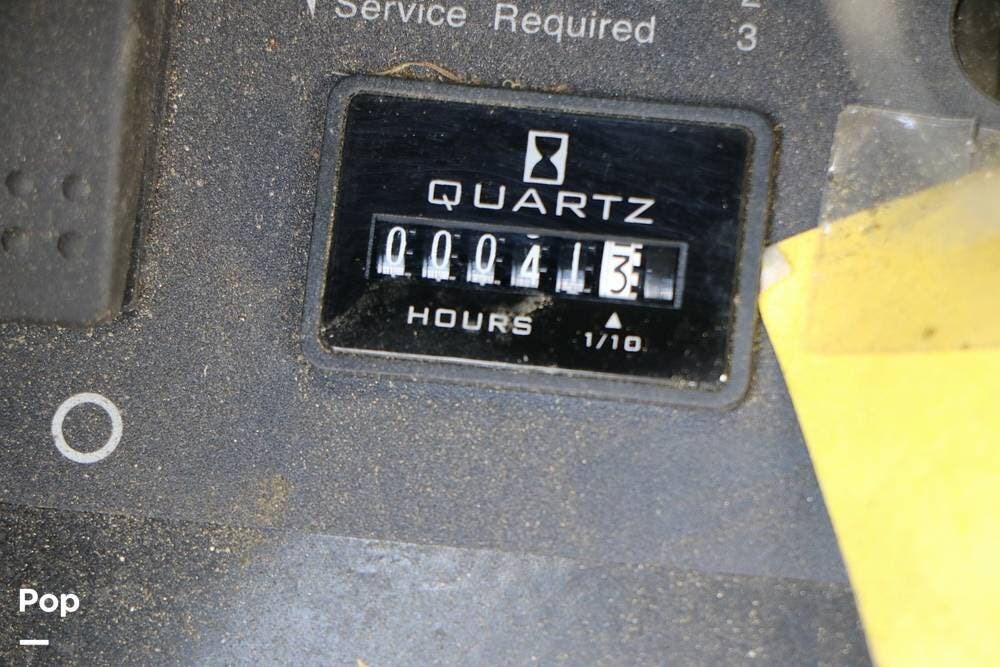 2
Service Required 3
QUARTZ
000413
HOURS
1/10
Pop